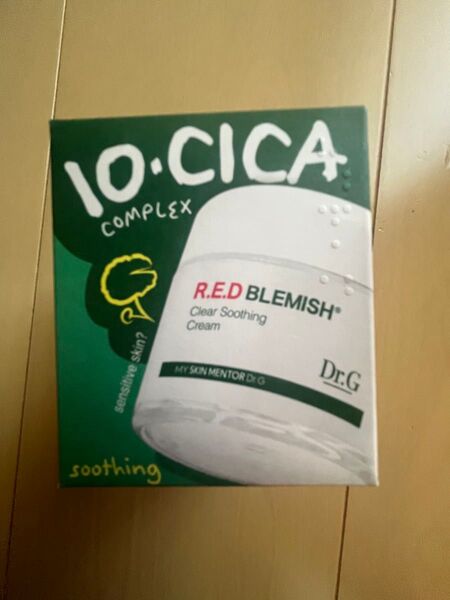 10·CICA
COMPLEX
R.E.D BLEMISH®
Clear Soothing
Cream
Dr.G
MY SKIN MENTOR Dr.G
sensitive skin?
soothing